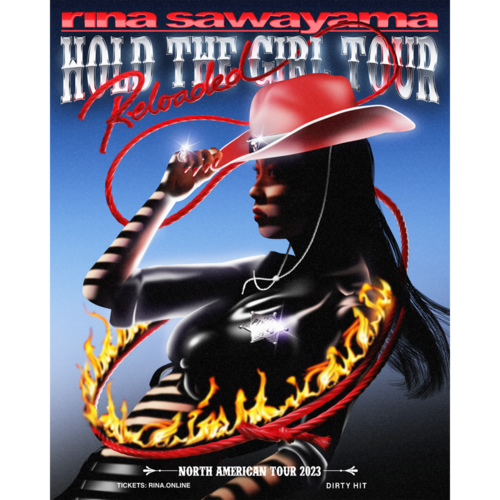 rina sawayama
HOLD THE GIRL TOUR
Reloaded
NORTH AMERICAN TOUR 2023
TICKETS: RINA.ONLINE DIRTY HIT